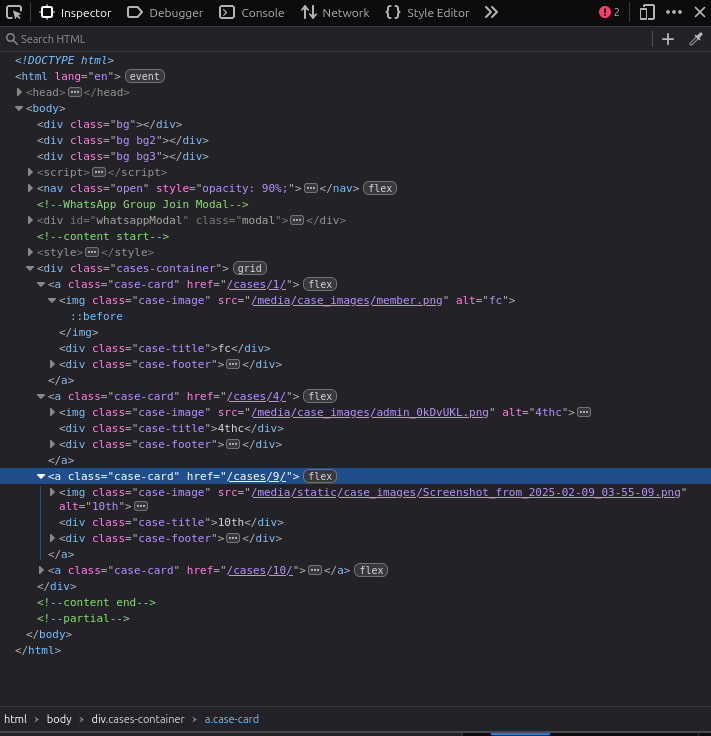 Inspector Debugger Console Network Style Editor 2
Search HTML
<!DOCTYPE html>
<html lang="en"> event
<head> ··· </head>
<body>
<div class="bg"></div>
<div class="bg bg2"></div>
<div class="bg bg3"></div>
<script> ··· </script>
<nav class="open" style="opacity: 90%;"> ··· </nav> flex
<!--WhatsApp Group Join Modal-->
<div id="whatsappModal" class="modal"> ··· </div>
<!--content start-->
<style> ··· </style>
<div class="cases-container"> grid
<a class="case-card" href="/cases/1/"> flex
<img class="case-image" src="/media/case_images/member.png" alt="fc">
::before
</img>
<div class="case-title">fc</div>
<div class="case-footer"> ··· </div>
</a>
<a class="case-card" href="/cases/4/"> flex
<img class="case-image" src="/media/case_images/admin_0kDvUKL.png" alt="4thc"> ···
<div class="case-title">4thc</div>
<div class="case-footer"> ··· </div>
</a>
<a class="case-card" href="/cases/9/"> flex
<img class="case-image" src="/media/static/case_images/Screenshot_from_2025-02-09_03-55-09.png"
alt="10th"> ···
<div class="case-title">10th</div>
<div class="case-footer"> ··· </div>
</a>
<a class="case-card" href="/cases/10/"> ··· </a> flex
</div>
<!--content end-->
<!--partial-->
</body>
</html>
html > body > div.cases-container > a.case-card